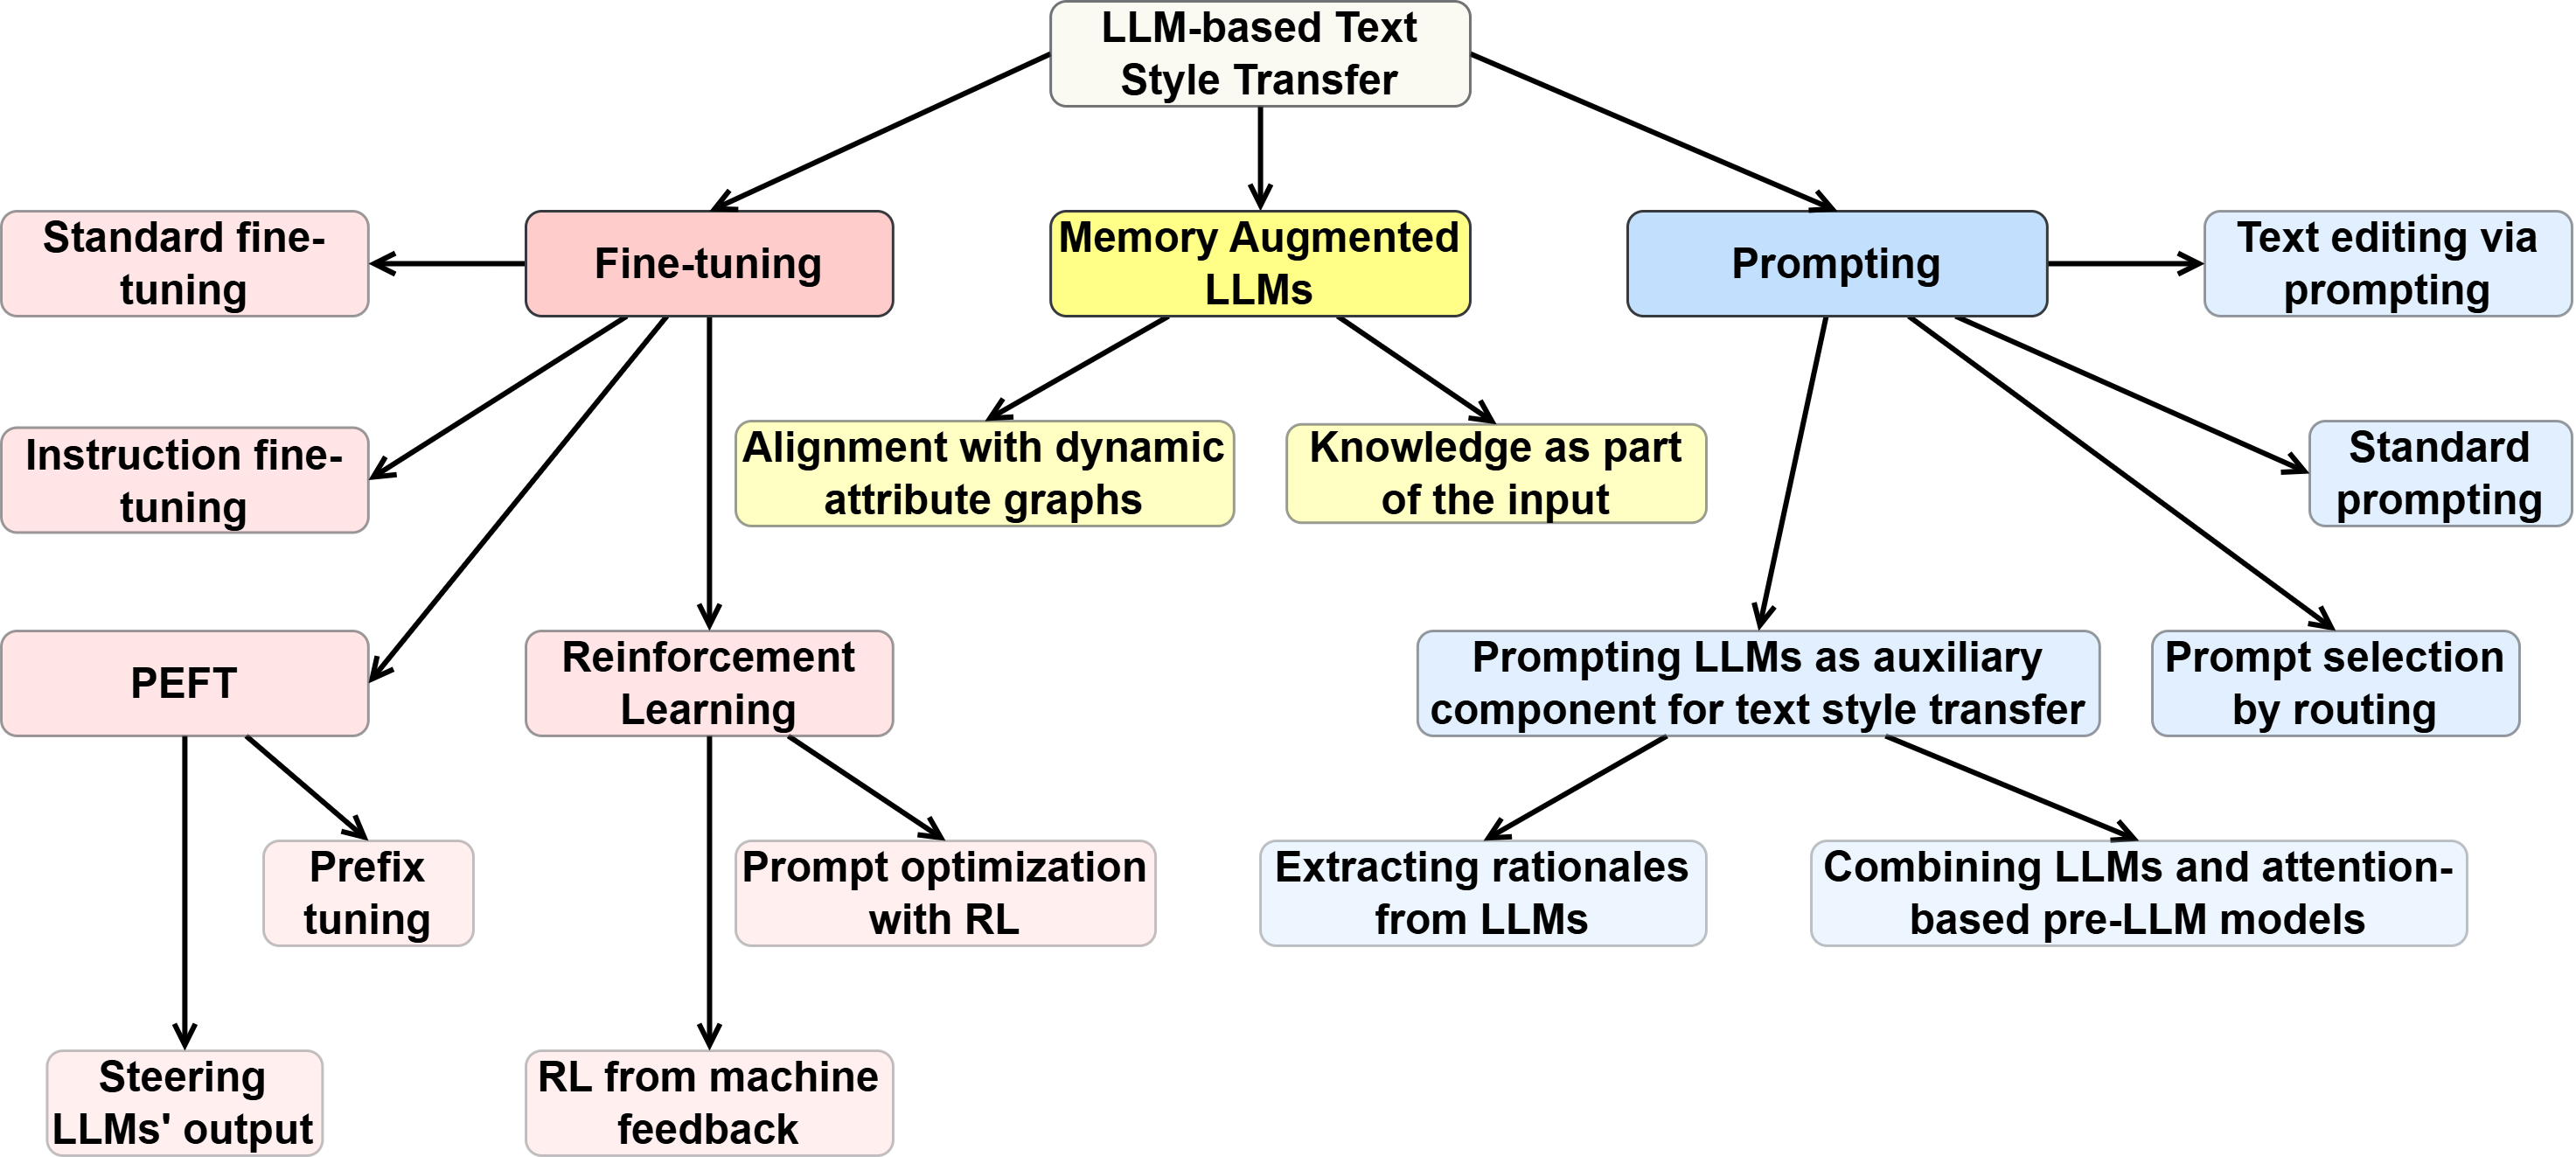 LLM-based Text
Style Transfer
Standard fine-
tuning
Fine-tuning
Memory Augmented
LLMs
Prompting
Text editing via
prompting
Instruction fine-
tuning
Alignment with dynamic
attribute graphs
Knowledge as part
of the input
Standard
prompting
PEFT
Reinforcement
Learning
Prompting LLMs as auxiliary
component for text style transfer
Prompt selection
by routing
Prefix
tuning
Prompt optimization
with RL
Extracting rationales
from LLMs
Combining LLMs and attention-
based pre-LLM models
Steering
LLMs' output
RL from machine
feedback